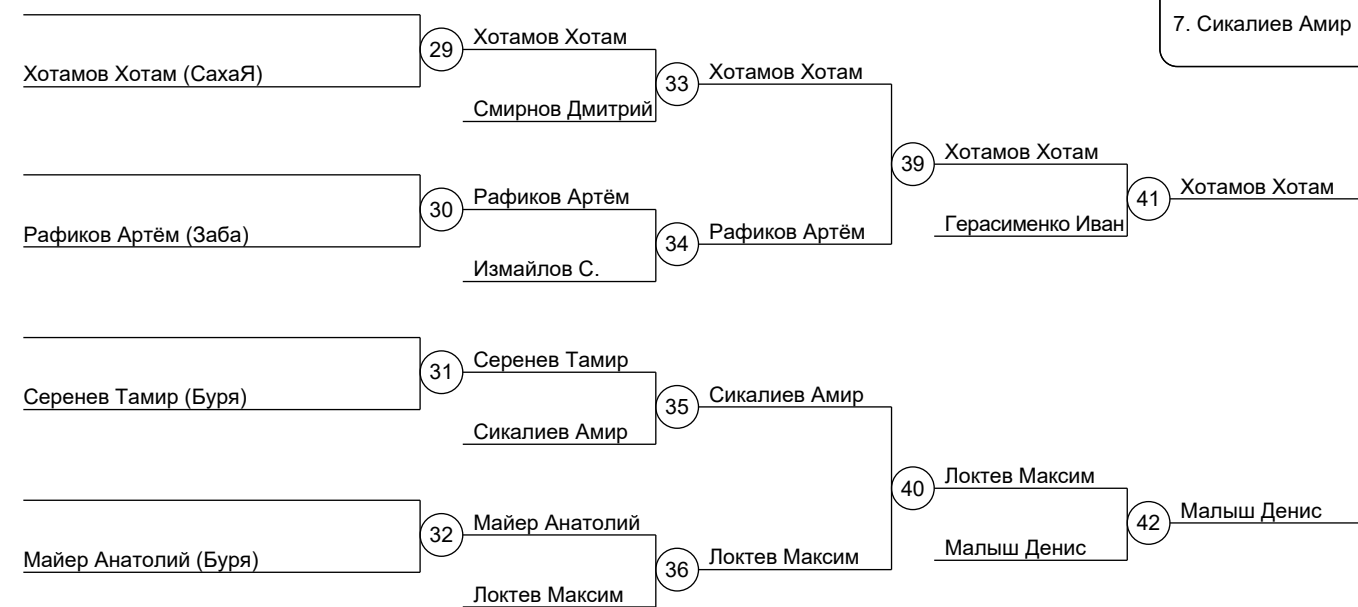 7. Сикалиев Амир
29
Хотамов Хотам
Хотамов Хотам (СахаЯ)
33
Хотамов Хотам
Смирнов Дмитрий
39
Хотамов Хотам
30
Рафиков Артём
Рафиков Артём (Заба)
34
Рафиков Артём
Измайлов С.
41
Хотамов Хотам
Герасименко Иван
31
Серенев Тамир
Серенев Тамир (Буря)
35
Сикалиев Амир
Сикалиев Амир
40
Локтев Максим
32
Майер Анатолий
Майер Анатолий (Буря)
36
Локтев Максим
Локтев Максим
42
Малыш Денис
Малыш Денис